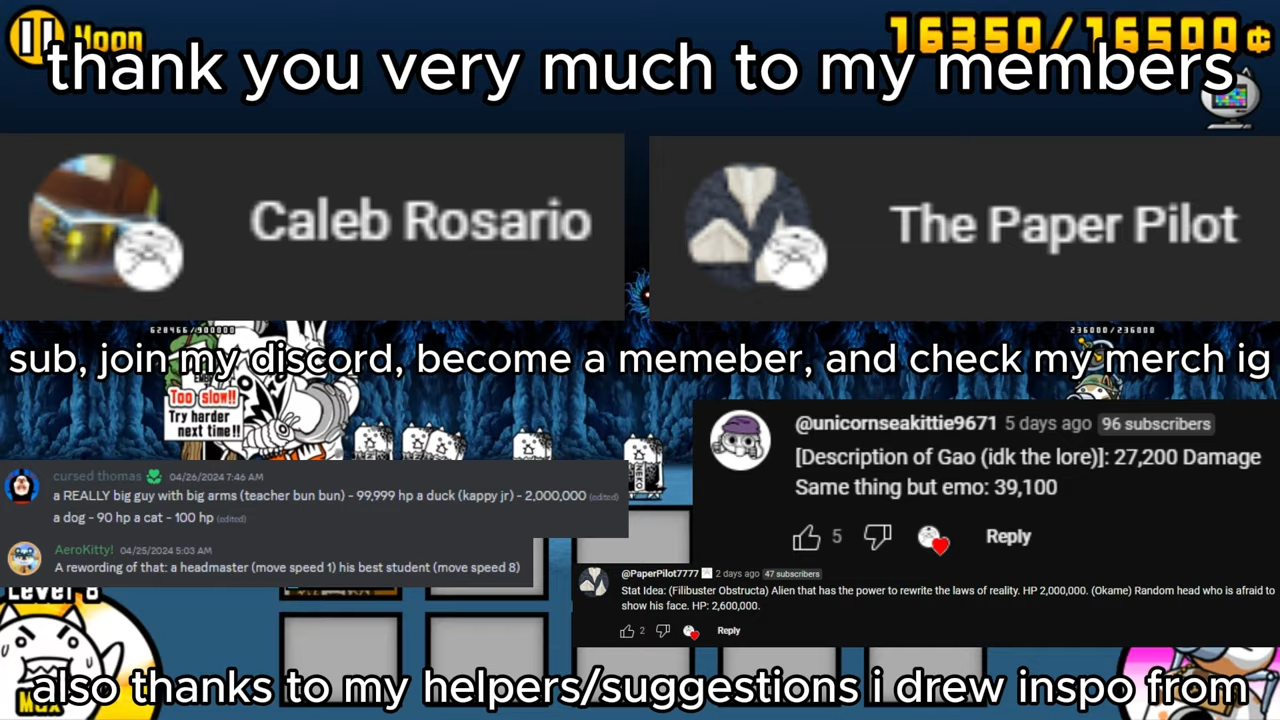 Moon
16350/16500¢
thank you very much to my members
Caleb Rosario
The Paper Pilot
628466/900000
236000/236000
sub, join my discord, become a memeber, and check my merch ig
Too slow!!
Try harder
next time!!
NEKO
@unicornseakittie9671 5 days ago 96 subscribers
[Description of Gao (idk the lore)]: 27,200 Damage
Same thing but emo: 39,100
5 Reply
cursed thomas 04/26/2024 7:46 AM
a REALLY big guy with big arms (teacher bun bun) - 99,999 hp a duck (kappy jr) - 2,000,000 (edited)
a dog - 90 hp a cat - 100 hp (edited)
AeroKitty! 04/25/2024 5:03 AM
A rewording of that: a headmaster (move speed 1) his best student (move speed 8)
@PaperPilot7777 2 days ago 47 subscribers
Stat Idea: (Filibuster Obstructa) Alien that has the power to rewrite the laws of reality. HP 2,000,000. (Okame) Random head who is afraid to
show his face. HP: 2,600,000.
2 Reply
Level 8
Max
also thanks to my helpers/suggestions i drew inspo from